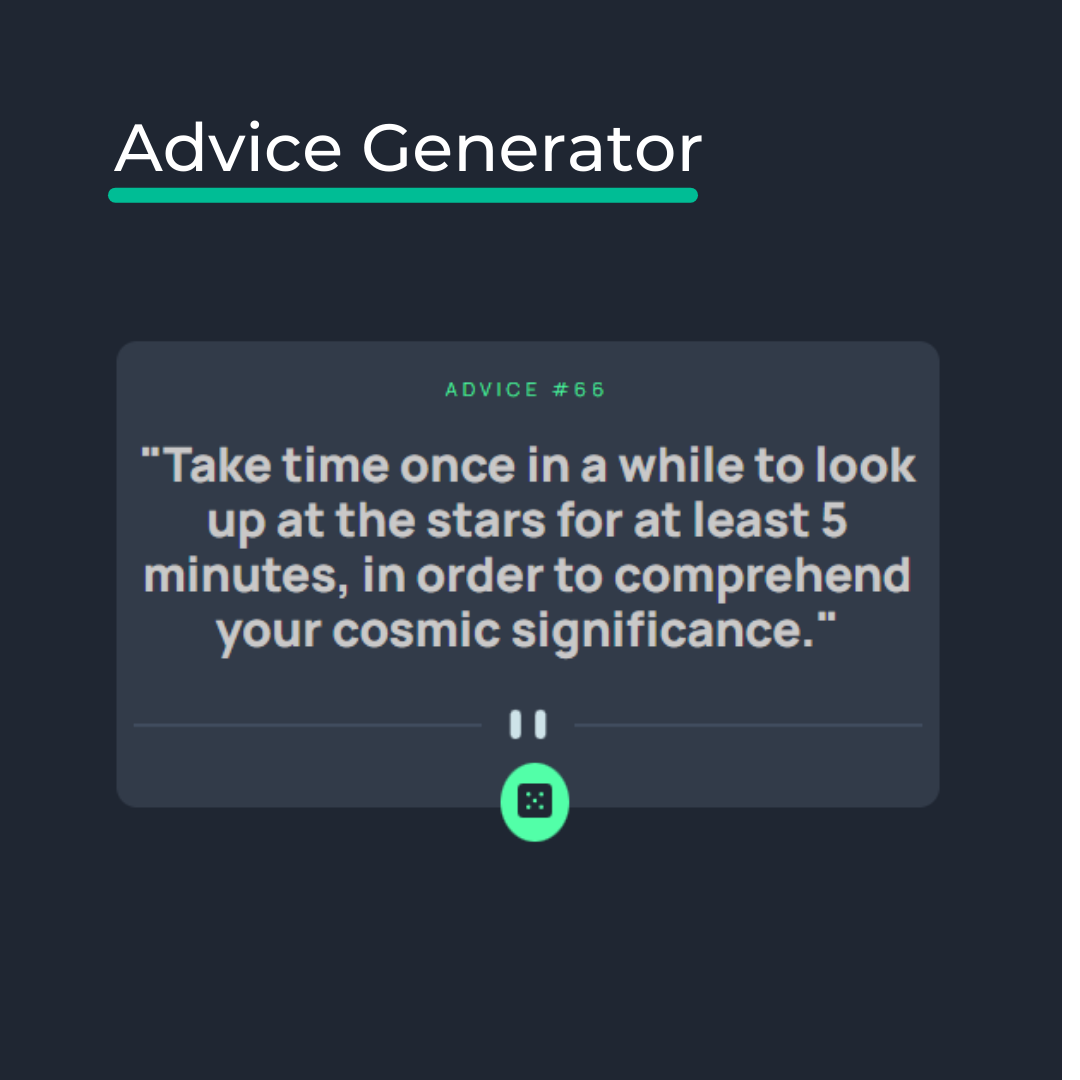 Advice Generator
ADVICE #66
"Take time once in a while to look
up at the stars for at least 5
minutes, in order to comprehend
your cosmic significance."